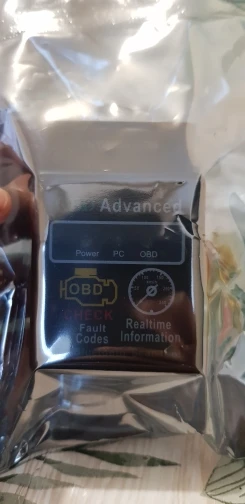 Advanced
Power PC OBD
OBD
CHECK
Fault Codes
Realtime Information